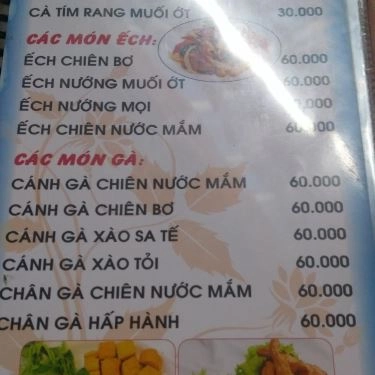 CÀ TÍM RANG MUỐI ỚT 30.000
CÁC MÓN ẾCH:
ẾCH CHIÊN BƠ 60.000
ẾCH NƯỚNG MUỐI ỚT 60.000
ẾCH NƯỚNG MỌI
ẾCH CHIÊN NƯỚC MẮM 60.000
CÁC MÓN GÀ:
CÁNH GÀ CHIÊN NƯỚC MẮM 60.000
CÁNH GÀ CHIÊN BƠ 60.000
CÁNH GÀ XÀO SA TẾ 60.000
CÁNH GÀ XÀO TỎI 60.000
CHÂN GÀ CHIÊN NƯỚC MẮM 60.000
CHÂN GÀ HẤP HÀNH 60.000